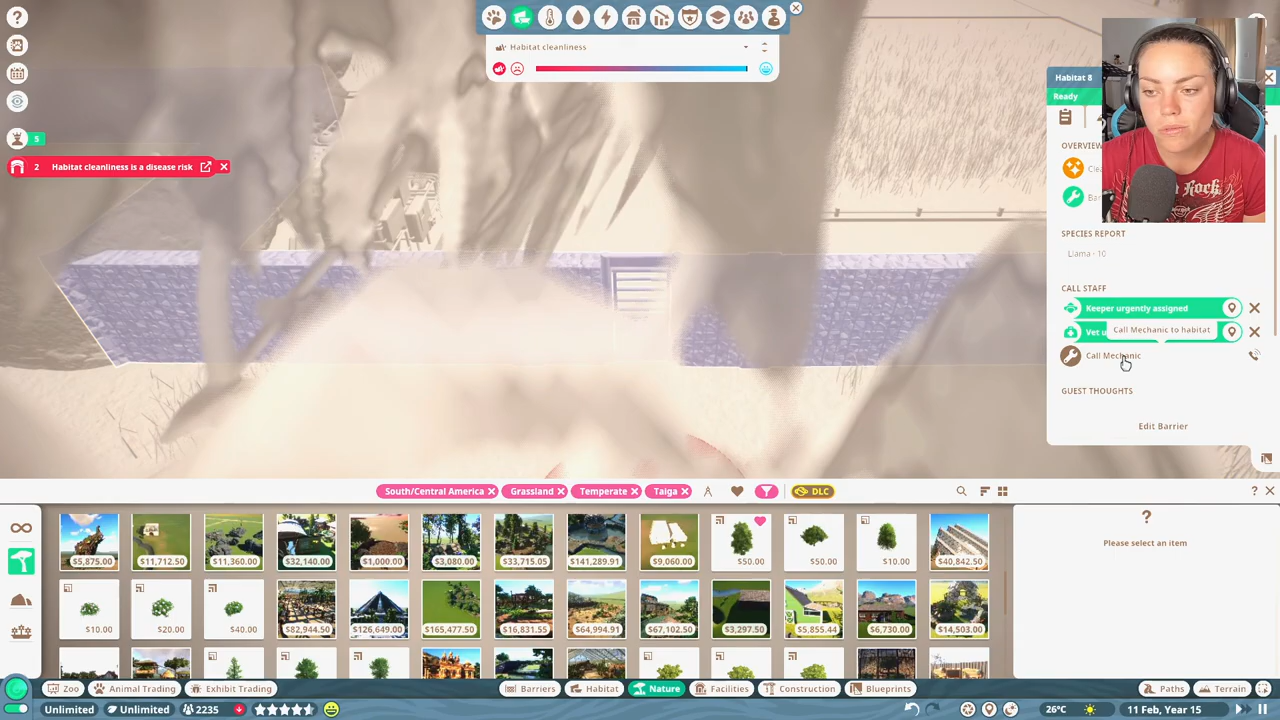 Habitat cleanliness
5
2 Habitat cleanliness is a disease risk
Habitat 8
Ready
OVERVIEW
SPECIES REPORT
Llama - 10
CALL STAFF
Keeper urgently assigned
Vet u
Call Mechanic to habitat
Call Mechanic
GUEST THOUGHTS
Edit Barrier
South/Central America
Grassland
Temperate
Taiga
DLC
?
Please select an item
$5,875.00 $11,712.50 $11,360.00 $32,140.00 $1,000.00 $3,080.00 $33,715.05 $141,289.91 $9,060.00 $50.00 $50.00 $10.00 $40,842.50
$10.00 $20.00 $40.00 $82,944.50 $126,649.00 $165,477.50 $16,831.55 $64,994.91 $67,102.50 $3,297.50 $5,855.44 $6,730.00 $14,503.00
Zoo Animal Trading Exhibit Trading Barriers Habitat Nature Facilities Construction Blueprints Paths Terrain
Unlimited Unlimited 2235 26°C 11 Feb, Year 15